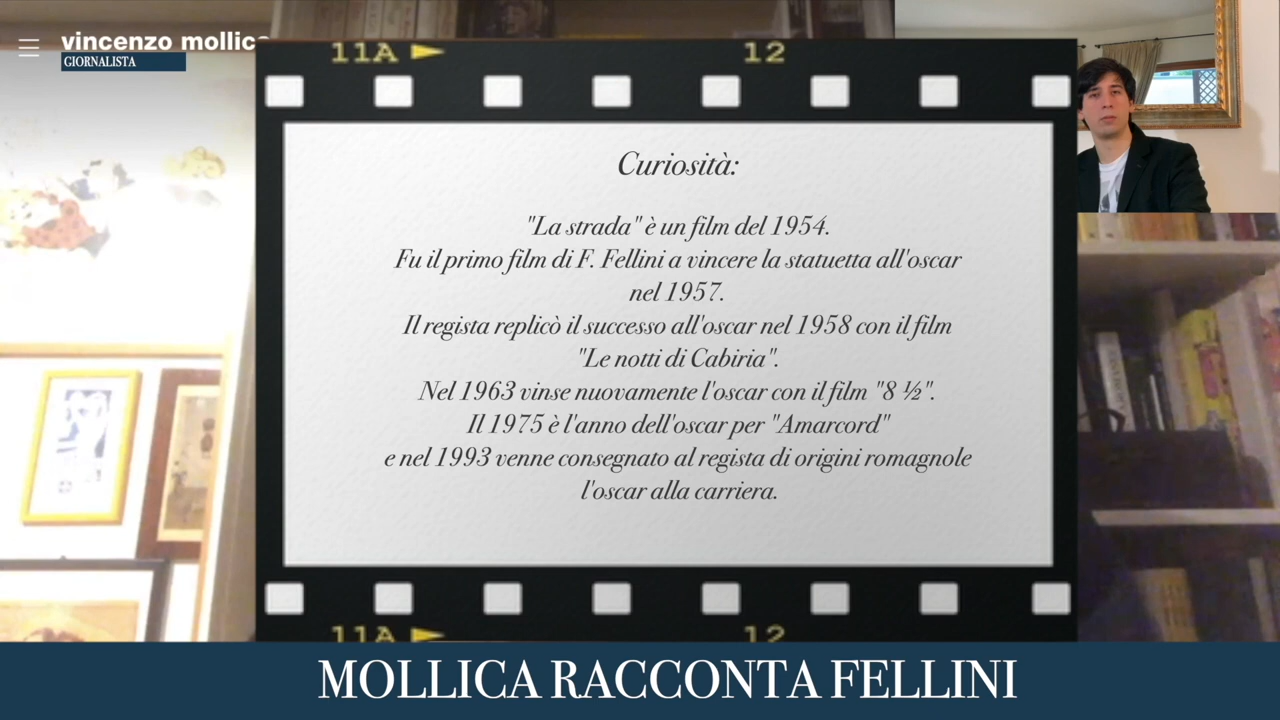 vincenzo mollica
GIORNALISTA
11A
12
Curiosità:
"La strada" è un film del 1954.
Fu il primo film di F. Fellini a vincere la statuetta all'oscar
nel 1957.
Il regista replicò il successo all'oscar nel 1958 con il film
"Le notti di Cabiria".
Nel 1963 vinse nuovamente l'oscar con il film "8 ½".
Il 1975 è l'anno dell'oscar per "Amarcord"
e nel 1993 venne consegnato al regista di origini romagnole
l'oscar alla carriera.
11A
12
MOLLICA RACCONTA FELLINI